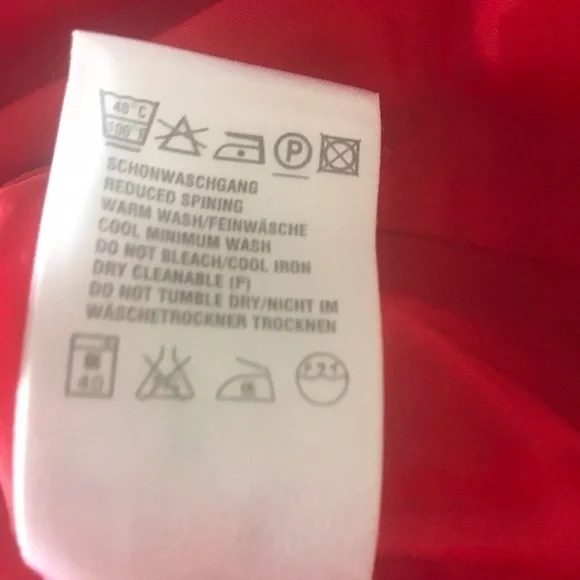 40°C
100°F
P
SCHONWASCHGANG
REDUCED SPINING
WARM WASH/FEINWÄSCHE
COOL MINIMUM WASH
DO NOT BLEACH/COOL IRON
DRY CLEANABLE (P)
DO NOT TUMBLE DRY/NICHT IM
WÄSCHETROCKNER TROCKNEN
40